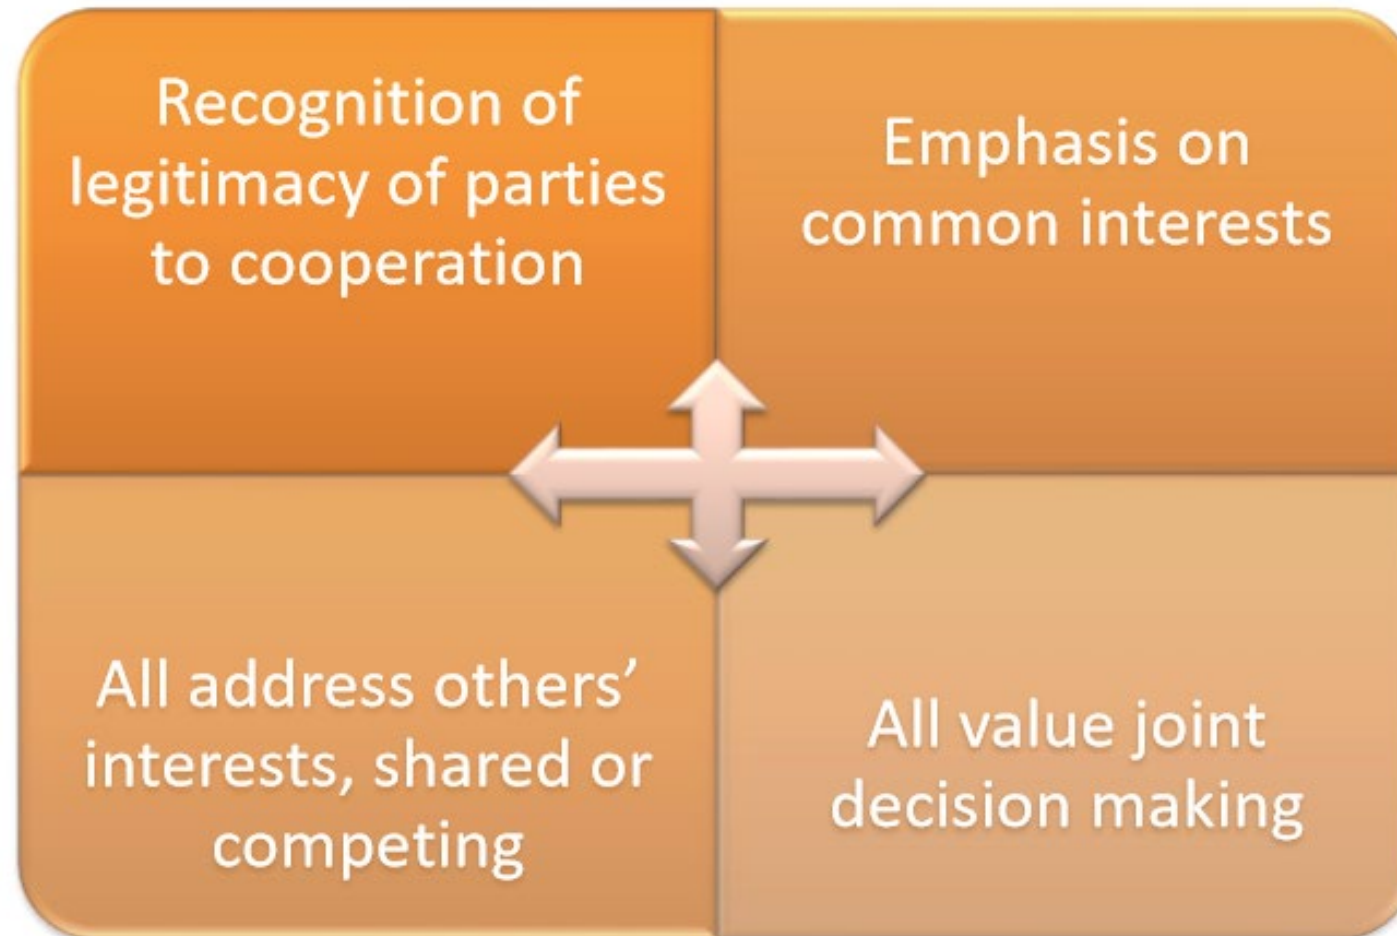 Recognition of
legitimacy of parties
to cooperation
Emphasis on
common interests
All address others’
interests, shared or
competing
All value joint
decision making